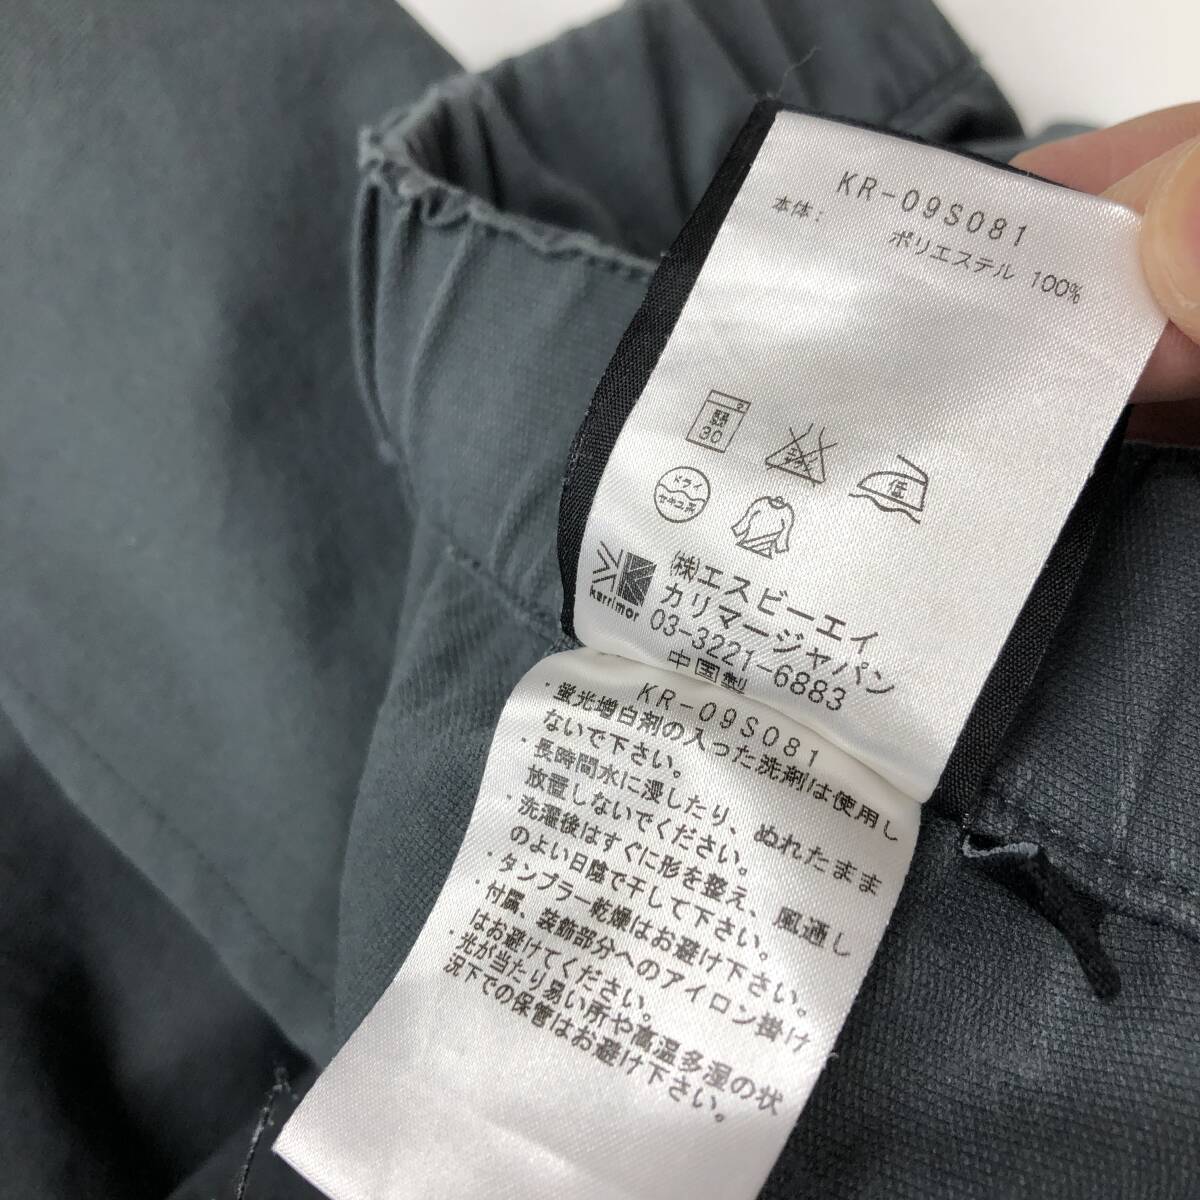 KR-09S081
本体:
ポリエステル 100%
弱
30
エンソ
サラシ
低
ドライ
セキユ系
karrimor
㈱エスビーエイ
カリマージャパン
03-3221-6883
中国製
KR-09S081
・蛍光増白剤の入った洗剤は使用し
ないで下さい。
・長時間水に浸したり、ぬれたまま
放置しないでください。
・洗濯後はすぐに形を整え、風通し
のよい日陰で干して下さい。
・タンブラー乾燥はお避け下さい。
・付属、装飾部分へのアイロン掛け
はお避けてください。
・光が当たり易い所や高温多湿の状
況下での保管はお避け下さい。